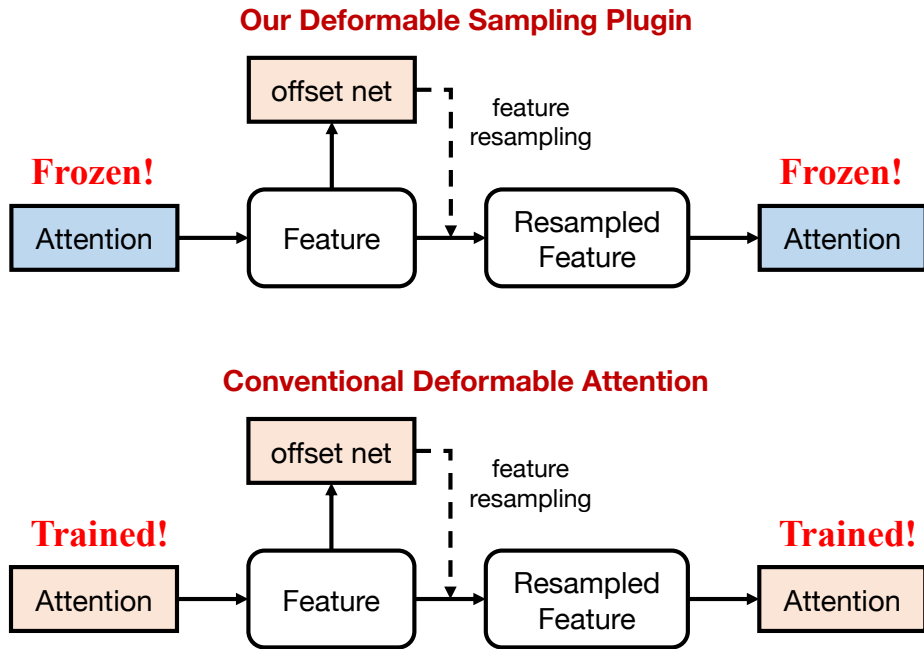 Our Deformable Sampling Plugin
offset net
feature
resampling
Frozen!
Frozen!
Attention
Feature
Resampled
Feature
Attention
Conventional Deformable Attention
offset net
feature
resampling
Trained!
Trained!
Attention
Feature
Resampled
Feature
Attention